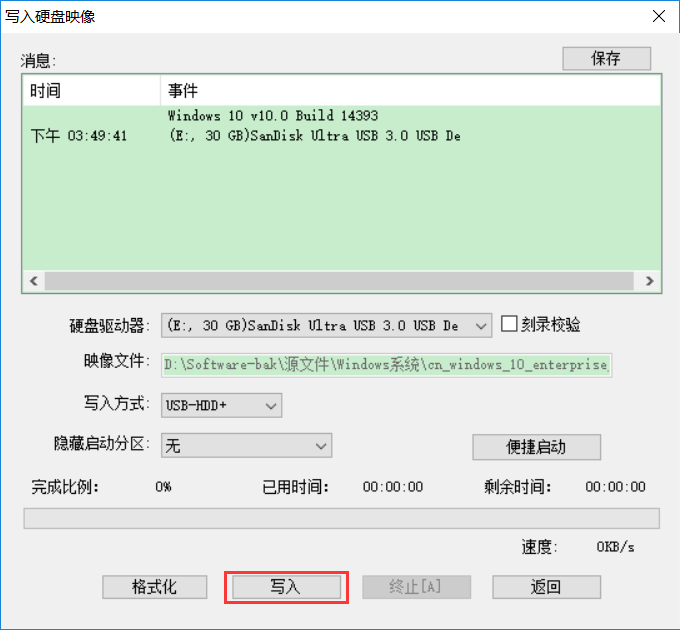 写入硬盘映像
消息:
保存
时间 事件
Windows 10 v10.0 Build 14393
下午 03:49:41 (E:, 30 GB)SanDisk Ultra USB 3.0 USB De
硬盘驱动器: (E:, 30 GB)SanDisk Ultra USB 3.0 USB De 刻录校验
映像文件: D:\Software-bak\源文件\Windows系统\cn_windows_10_enterprise_
写入方式: USB-HDD+
隐藏启动分区: 无 便捷启动
完成比例: 0% 已用时间: 00:00:00 剩余时间: 00:00:00
速度: 0KB/s
格式化 写入 终止[A] 返回